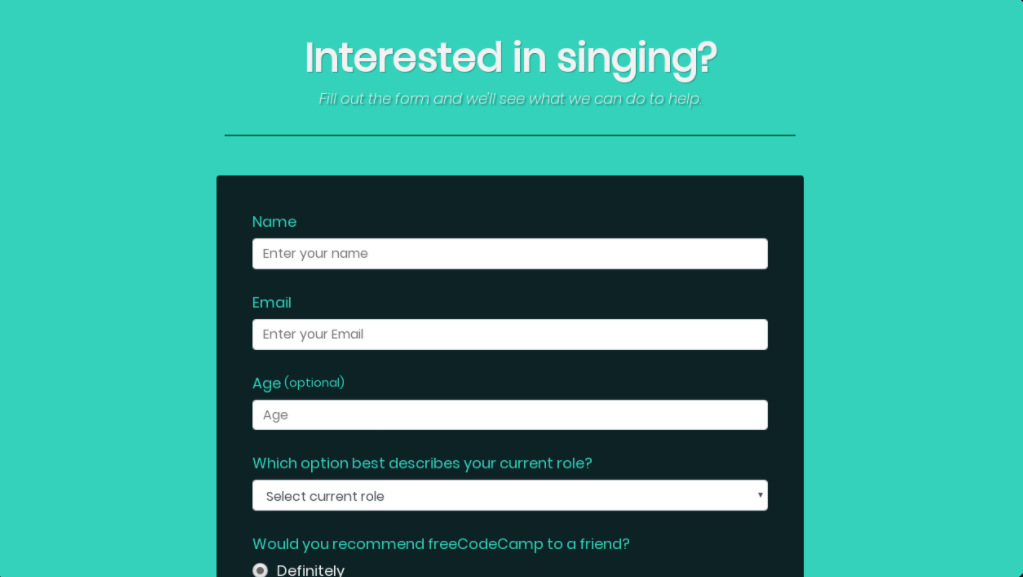 Interested in singing?
Fill out the form and we'll see what we can do to help.
Name
Enter your name
Email
Enter your Email
Age (optional)
Age
Which option best describes your current role?
Select current role
Would you recommend freeCodeCamp to a friend?
Definitely